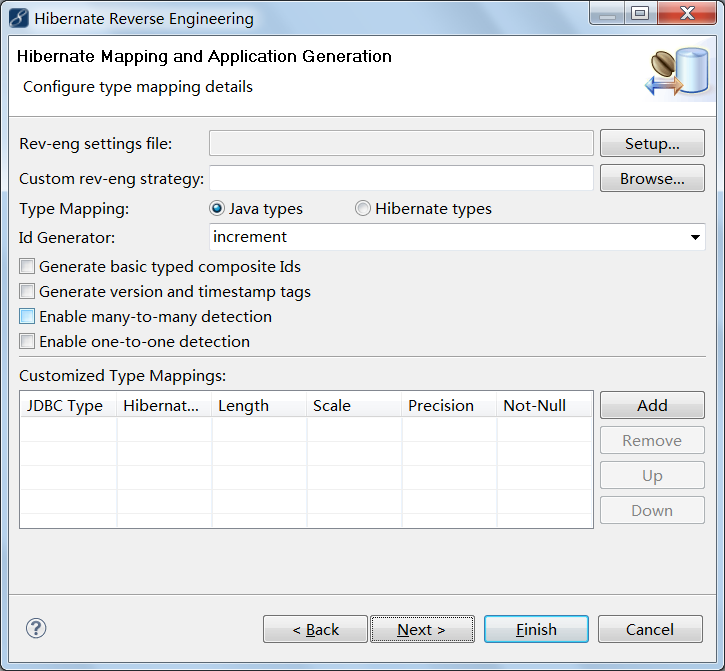 Hibernate Reverse Engineering
Hibernate Mapping and Application Generation
Configure type mapping details
Rev-eng settings file:
Setup...
Custom rev-eng strategy:
Browse...
Type Mapping:
Java types
Hibernate types
Id Generator:
increment
Generate basic typed composite Ids
Generate version and timestamp tags
Enable many-to-many detection
Enable one-to-one detection
Customized Type Mappings:
JDBC Type Hibernat... Length Scale Precision Not-Null
Add
Remove
Up
Down
?
< Back Next > Finish Cancel